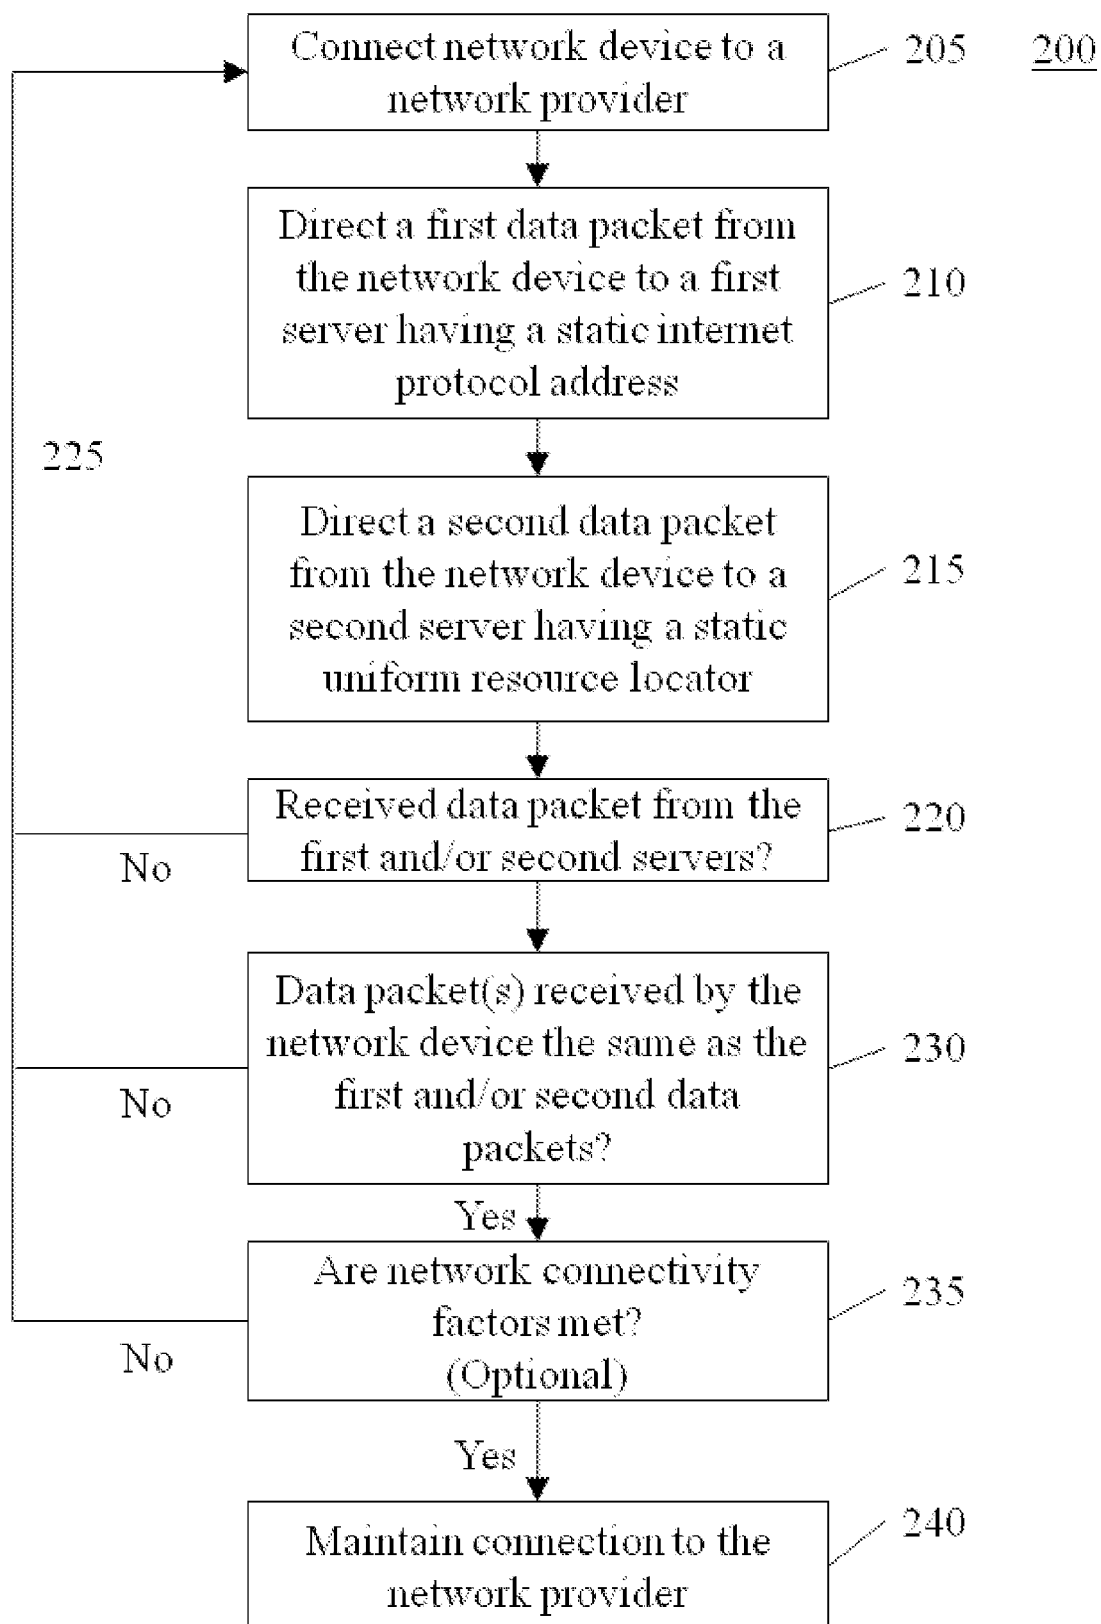 Connect network device to a
network provider
205
200
Direct a first data packet from
the network device to a first
server having a static internet
protocol address
210
225
Direct a second data packet
from the network device to a
second server having a static
uniform resource locator
215
Received data packet from the
first and/or second servers?
220
No
Data packet(s) received by the
network device the same as the
first and/or second data
packets?
230
No
Yes
Are network connectivity
factors met?
(Optional)
235
No
Yes
Maintain connection to the
network provider
240